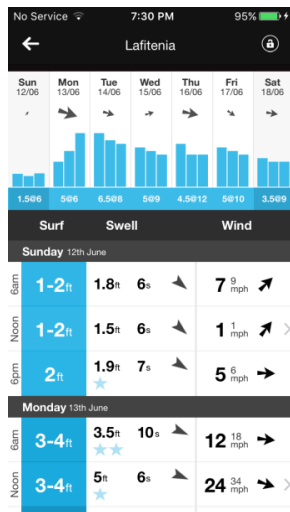 No Service 7:30 PM 95%
Lafitenia
Sun Mon Tue Wed Thu Fri Sat
12/06 13/06 14/06 15/06 16/06 17/06 18/06
1.5@6 5@6 6.5@8 5@9 4.5@12 5@10 3.5@9
Surf Swell Wind
Sunday 12th June
6am 1-2ft 1.8ft 6s 7 9 mph
Noon 1-2ft 1.5ft 6s 1 1 mph
6pm 2ft 1.9ft 7s 5 6 mph
Monday 13th June
6am 3-4ft 3.5ft 10s 12 18 mph
Noon 3-4ft 5ft 6s 24 34 mph